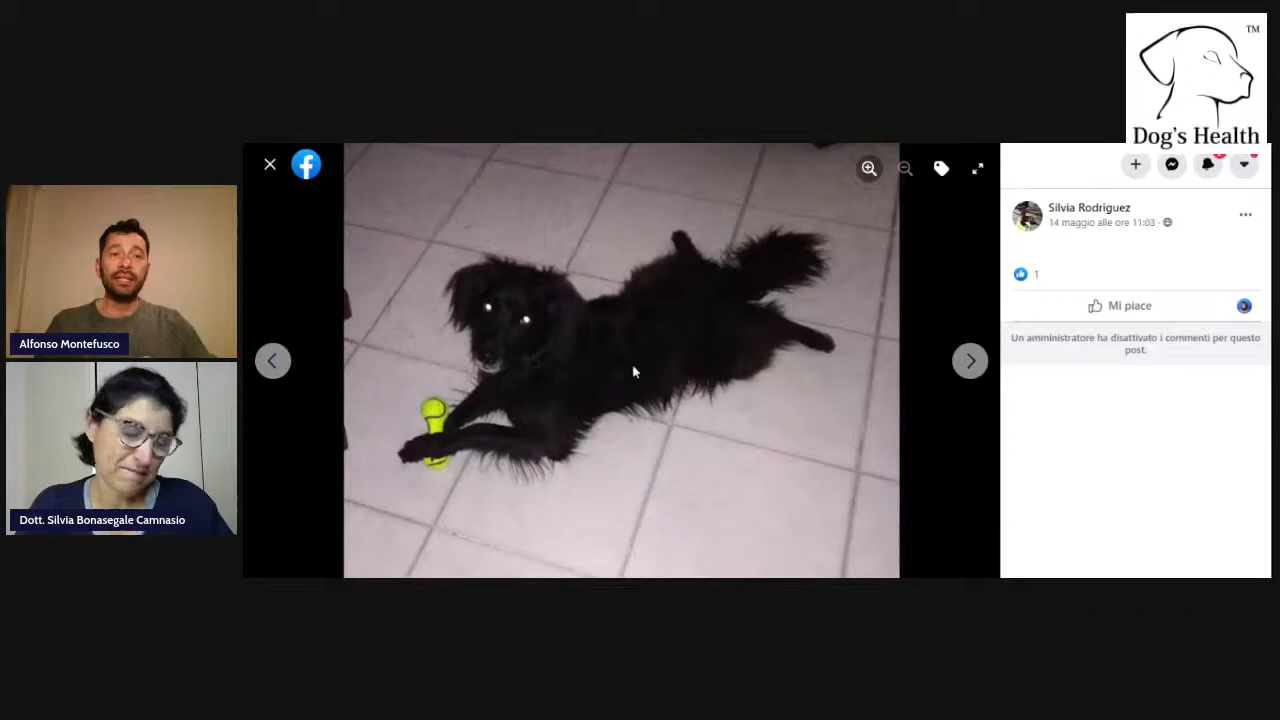 TM
Dog's Health
Silvia Rodriguez
14 maggio alle ore 11:03 ·
1
Mi piace
Un amministratore ha disattivato i commenti per questo
post.
Alfonso Montefusco
Dott. Silvia Bonasegale Camnasio